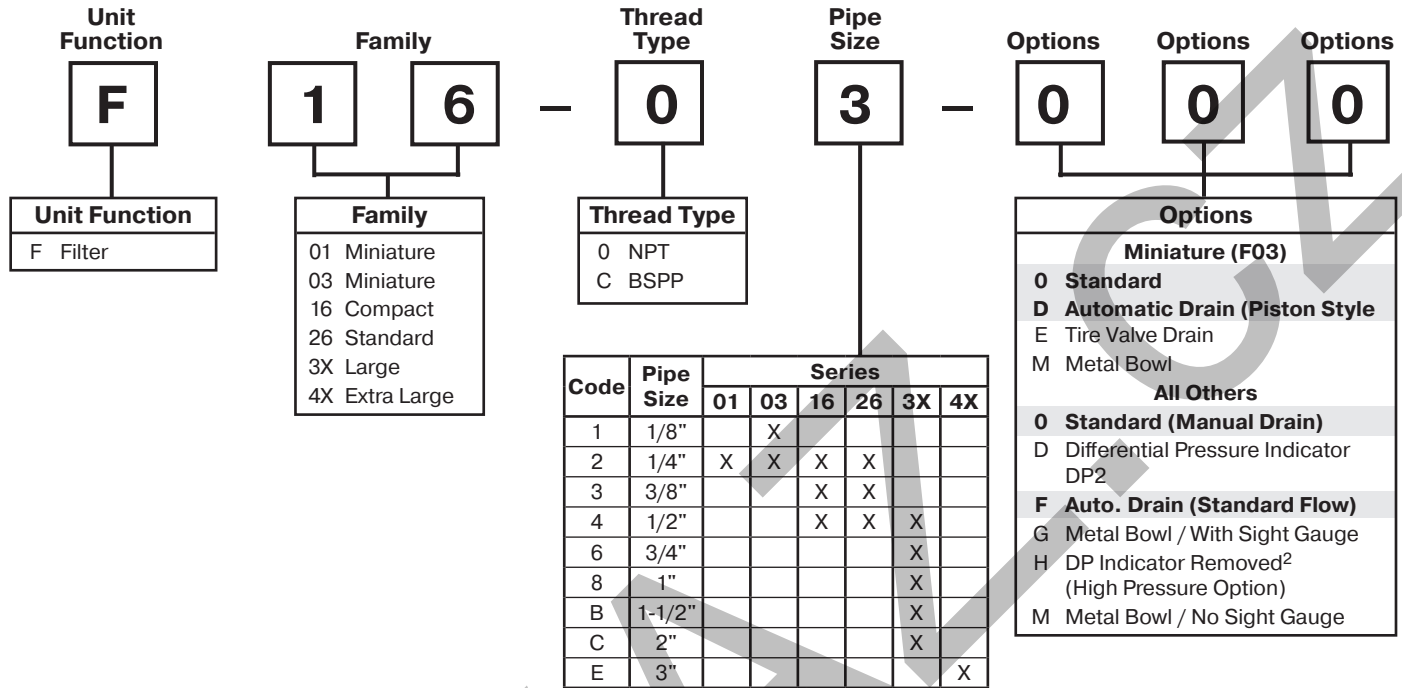 Unit Function
Family
Thread Type
Pipe Size
Options
Options
Options
F
1
6
–
0
3
–
0
0
0
Unit Function
F Filter
Family
01 Miniature
03 Miniature
16 Compact
26 Standard
3X Large
4X Extra Large
Thread Type
0 NPT
C BSPP
Code Pipe Size Series
01 03 16 26 3X 4X
1 1/8" X
2 1/4" X X X X
3 3/8" X X
4 1/2" X X X
6 3/4" X
8 1" X
B 1-1/2" X
C 2" X
E 3" X
Options
Miniature (F03)
0 Standard
D Automatic Drain (Piston Style
E Tire Valve Drain
M Metal Bowl
All Others
0 Standard (Manual Drain)
D Differential Pressure Indicator
DP2
F Auto. Drain (Standard Flow)
G Metal Bowl / With Sight Gauge
H DP Indicator Removed²
(High Pressure Option)
M Metal Bowl / No Sight Gauge